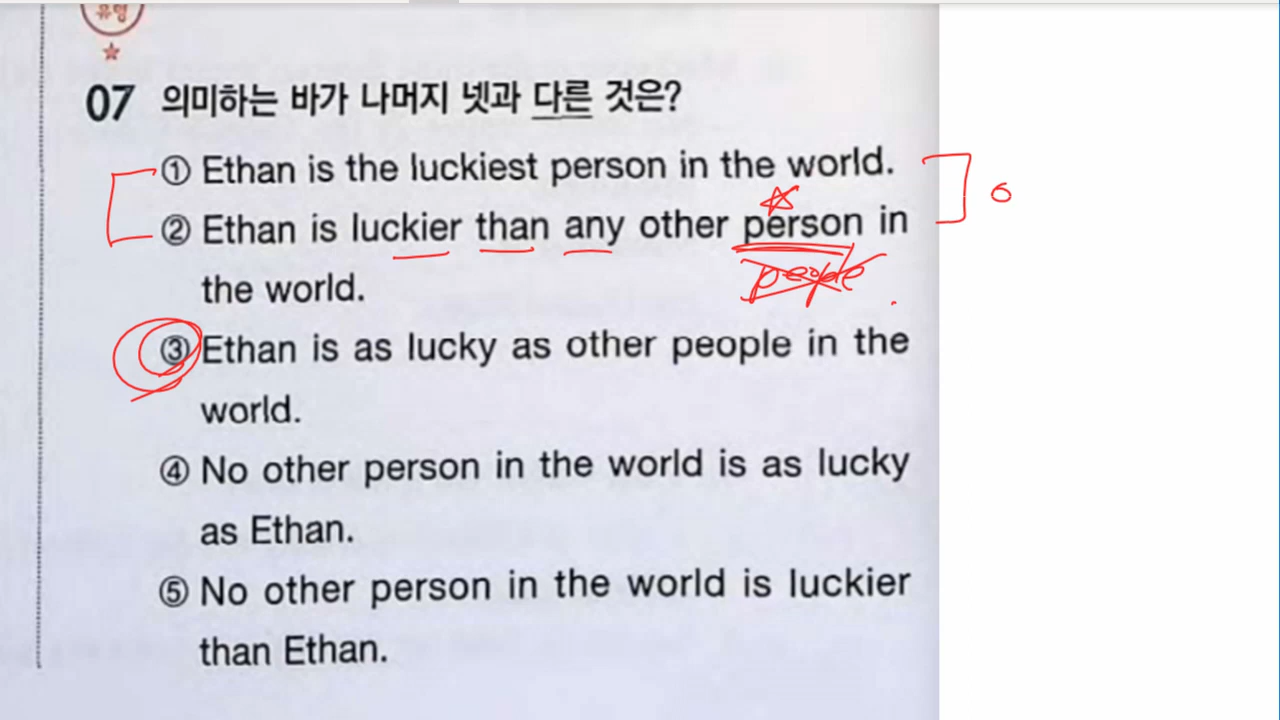 유형
07 의미하는 바가 나머지 넷과 다른 것은?
① Ethan is the luckiest person in the world.
② Ethan is luckier than any other person in
people
the world.
③ Ethan is as lucky as other people in the
world.
④ No other person in the world is as lucky
as Ethan.
⑤ No other person in the world is luckier
than Ethan.